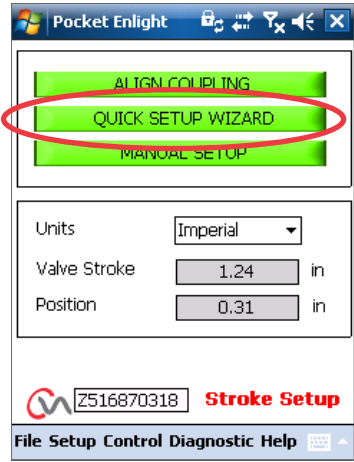 Pocket Enlight
ALIGN COUPLING
QUICK SETUP WIZARD
MANUAL SETUP
Units Imperial
Valve Stroke 1.24 in
Position 0.31 in
Z516870318 Stroke Setup
File Setup Control Diagnostic Help